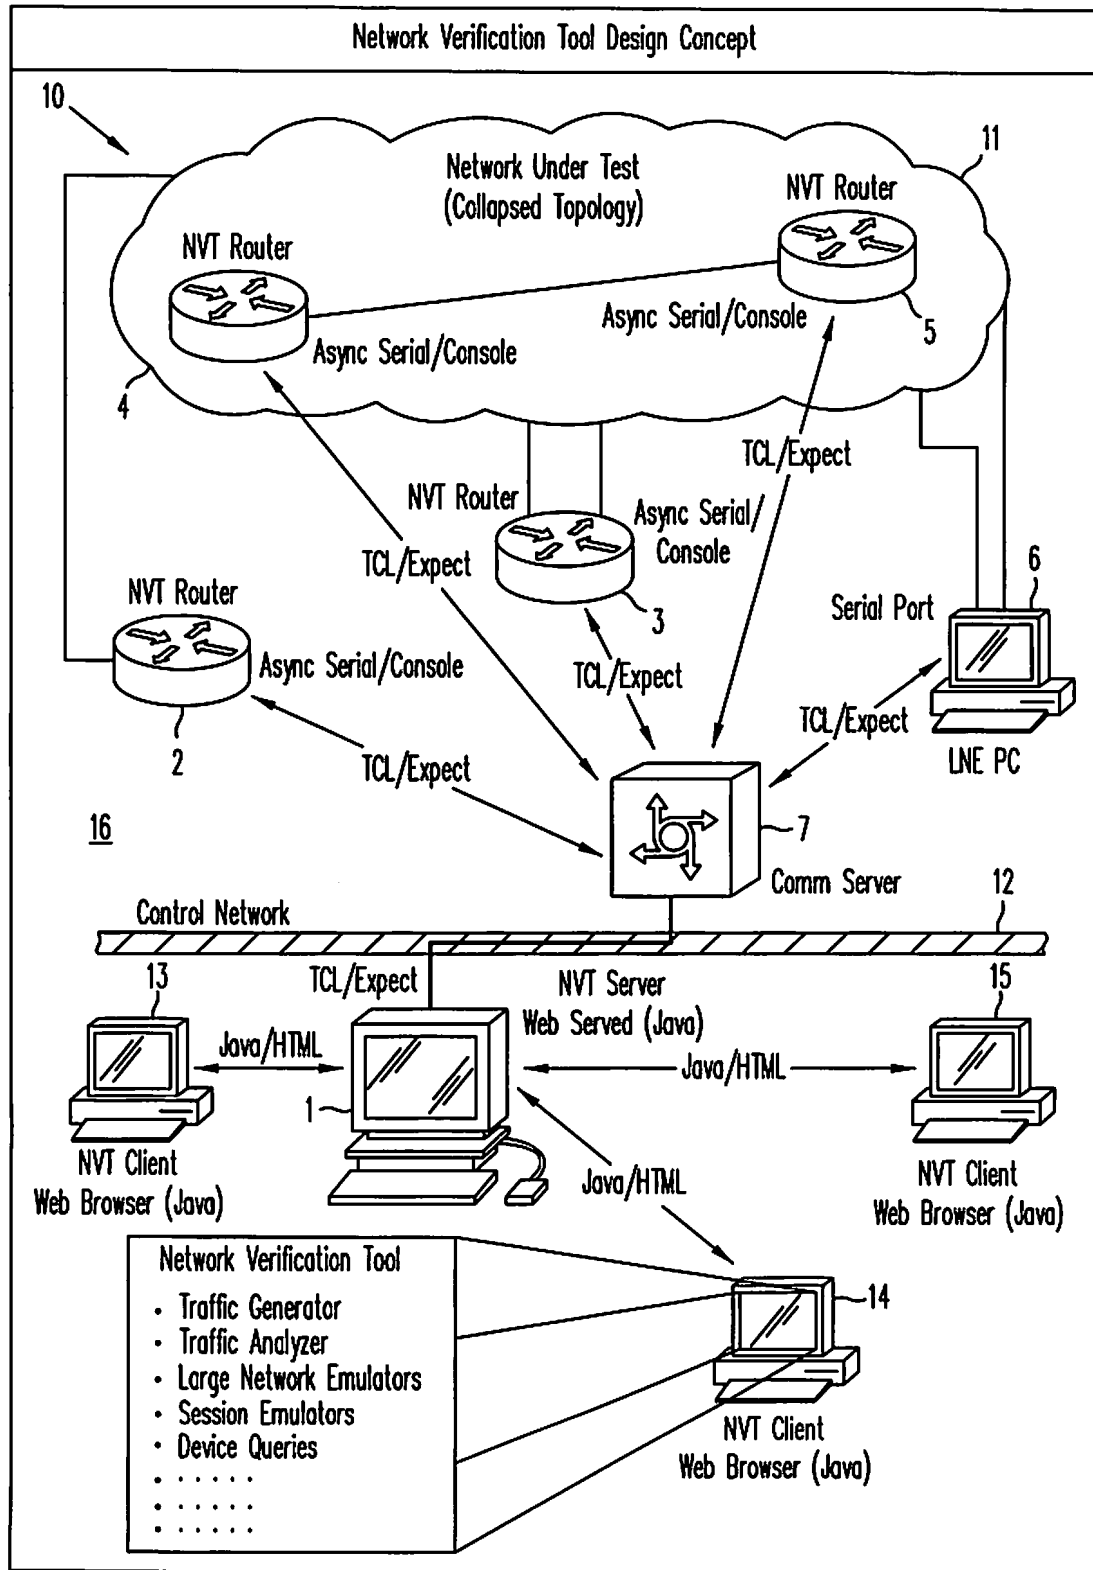 Network Verification Tool Design Concept
10
11
Network Under Test
(Collapsed Topology)
NVT Router
NVT Router
Async Serial/Console
5
Async Serial/Console
4
TCL/Expect
NVT Router
Async Serial/
Console
TCL/Expect
6
NVT Router
3
Serial Port
Async Serial/Console
TCL/Expect
TCL/Expect
2
TCL/Expect
LNE PC
16
7
Comm Server
Control Network
12
13
TCL/Expect
NVT Server
Web Served (Java)
15
Java/HTML
Java/HTML
1
NVT Client
Web Browser (Java)
Java/HTML
NVT Client
Web Browser (Java)
Network Verification Tool
• Traffic Generator
• Traffic Analyzer
• Large Network Emulators
• Session Emulators
• Device Queries
• · · · · ·
• · · · · ·
• · · · · ·
14
NVT Client
Web Browser (Java)